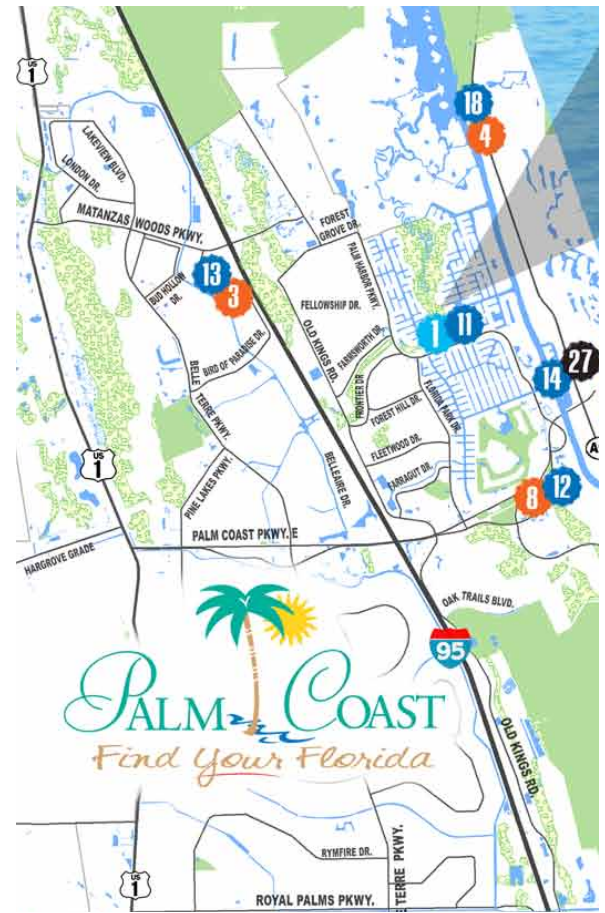 US
1
18
4
LAKEVIEW BLVD.
LONDON DR.
MATANZAS WOODS PKWY.
FOREST
GROVE DR.
PALM HARBOR PKWY.
13
3
BUD HOLLOW
DR.
FELLOWSHIP DR.
OLD KINGS RD.
FARMSWORTH DR.
1
11
BIRD OF PARADISE DR.
BELLE
TERRE PKWY.
FRONTIER DR
FLORIDA PARK DR.
27
14
FOREST HILL DR.
FLEETWOOD DR.
FARRAGUT DR.
US
1
PINE LAKES PKWY.
BELLEAIRE DR.
8
12
PALM COAST PKWY. E
HARGROVE GRADE
OAK TRAILS BLVD.
95
PALM COAST
Find Your Florida
OLD KINGS RD.
RYMFIRE DR.
E TERRE PKWY.
US
1
ROYAL PALMS PKWY.